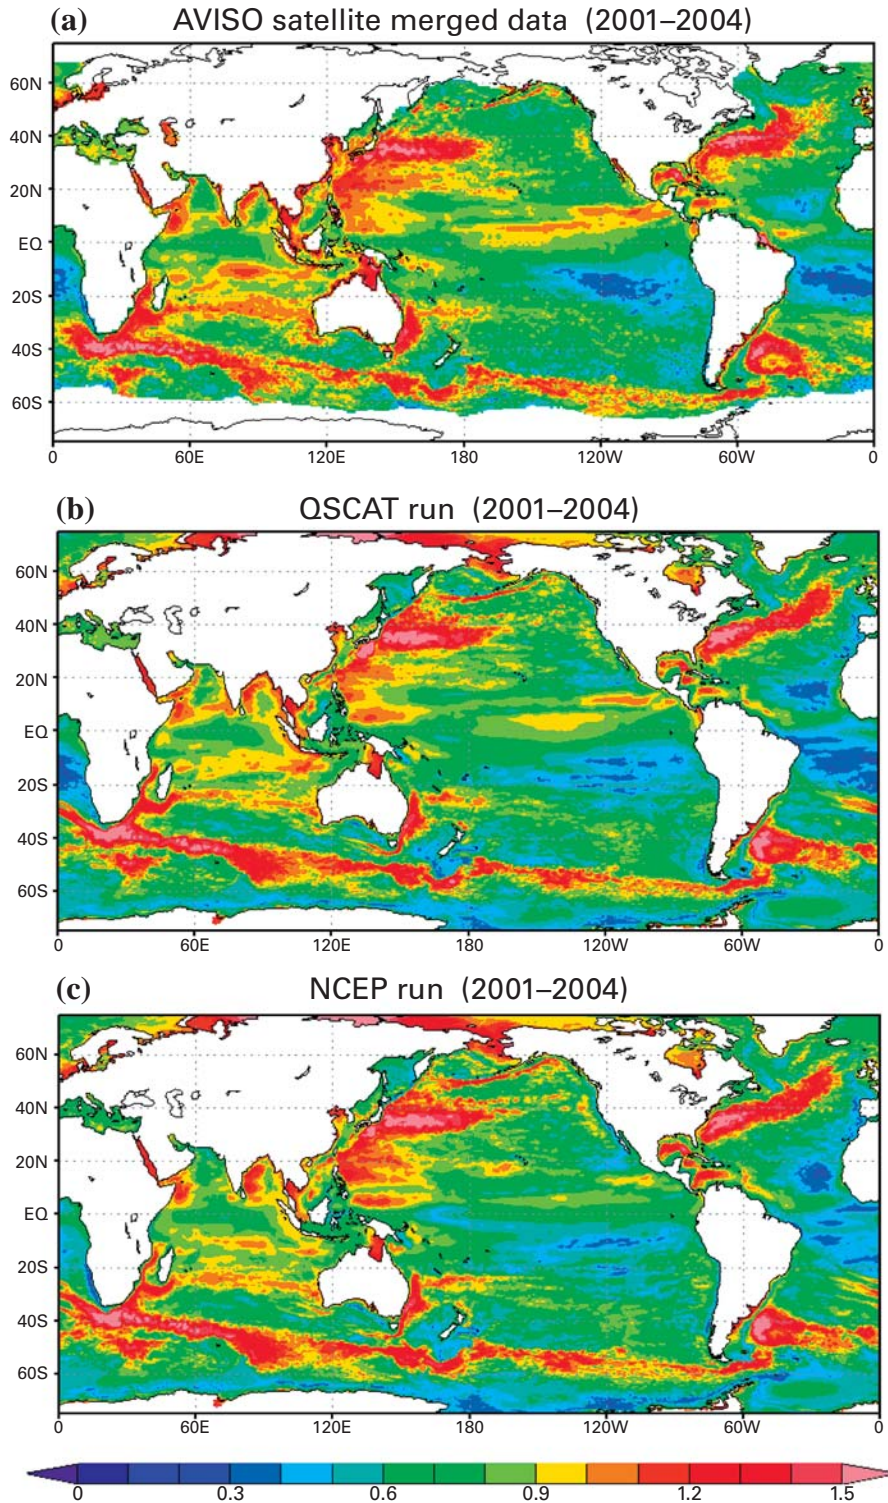 (a) AVISO satellite merged data (2001–2004)
60N
40N
20N
EQ
20S
40S
60S
0 60E 120E 180 120W 60W 0
(b) QSCAT run (2001–2004)
60N
40N
20N
EQ
20S
40S
60S
0 60E 120E 180 120W 60W 0
(c) NCEP run (2001–2004)
60N
40N
20N
EQ
20S
40S
60S
0 60E 120E 180 120W 60W 0
0 0.3 0.6 0.9 1.2 1.5